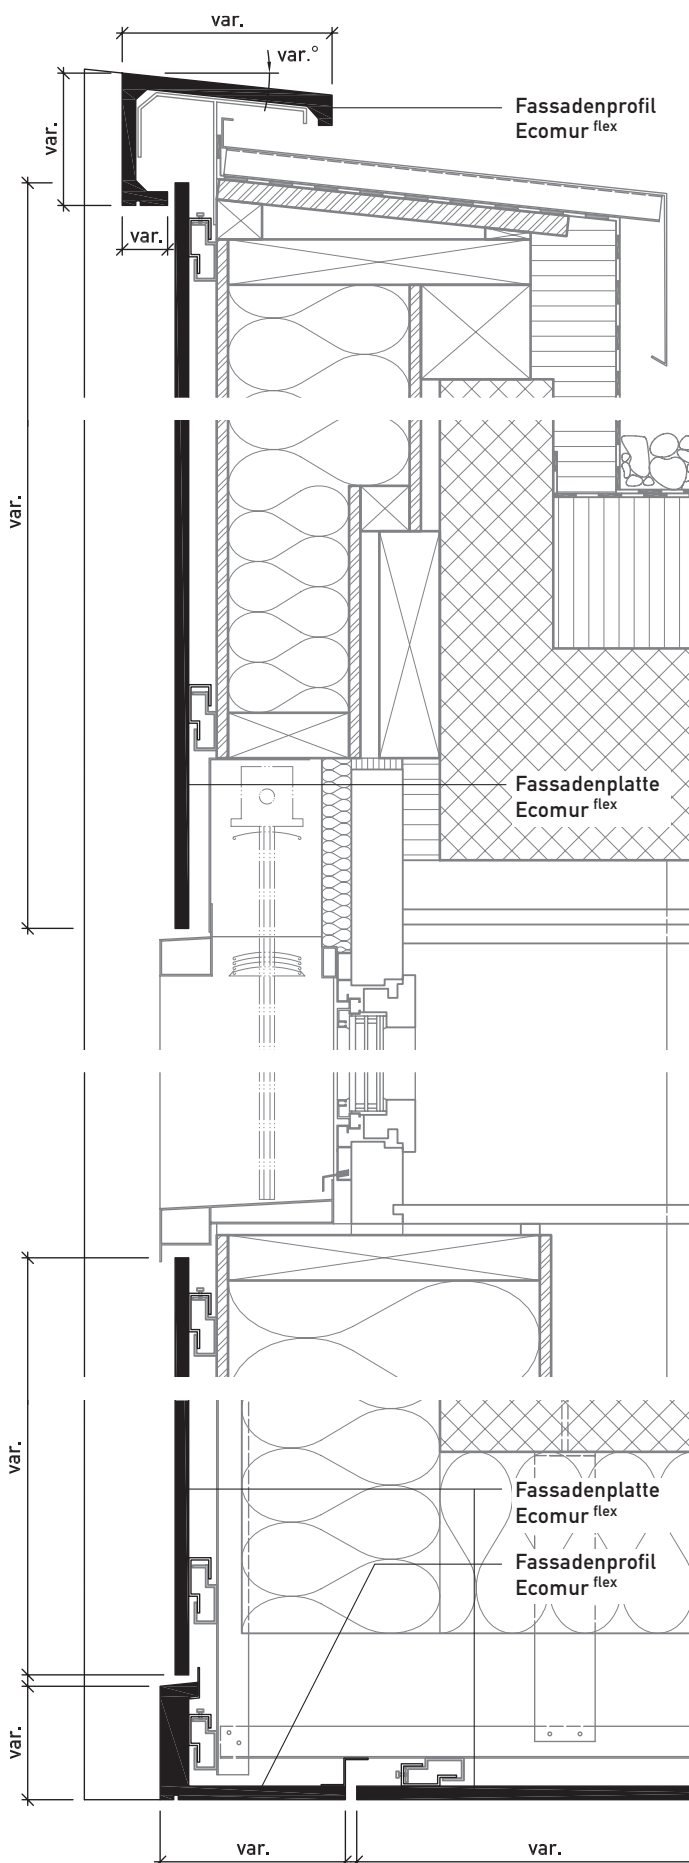 var.
var.°
Fassadenprofil
Ecomur flex
var.
var.
var.
Fassadenplatte
Ecomur flex
var.
Fassadenplatte
Ecomur flex
Fassadenprofil
Ecomur flex
var.
var.
var.